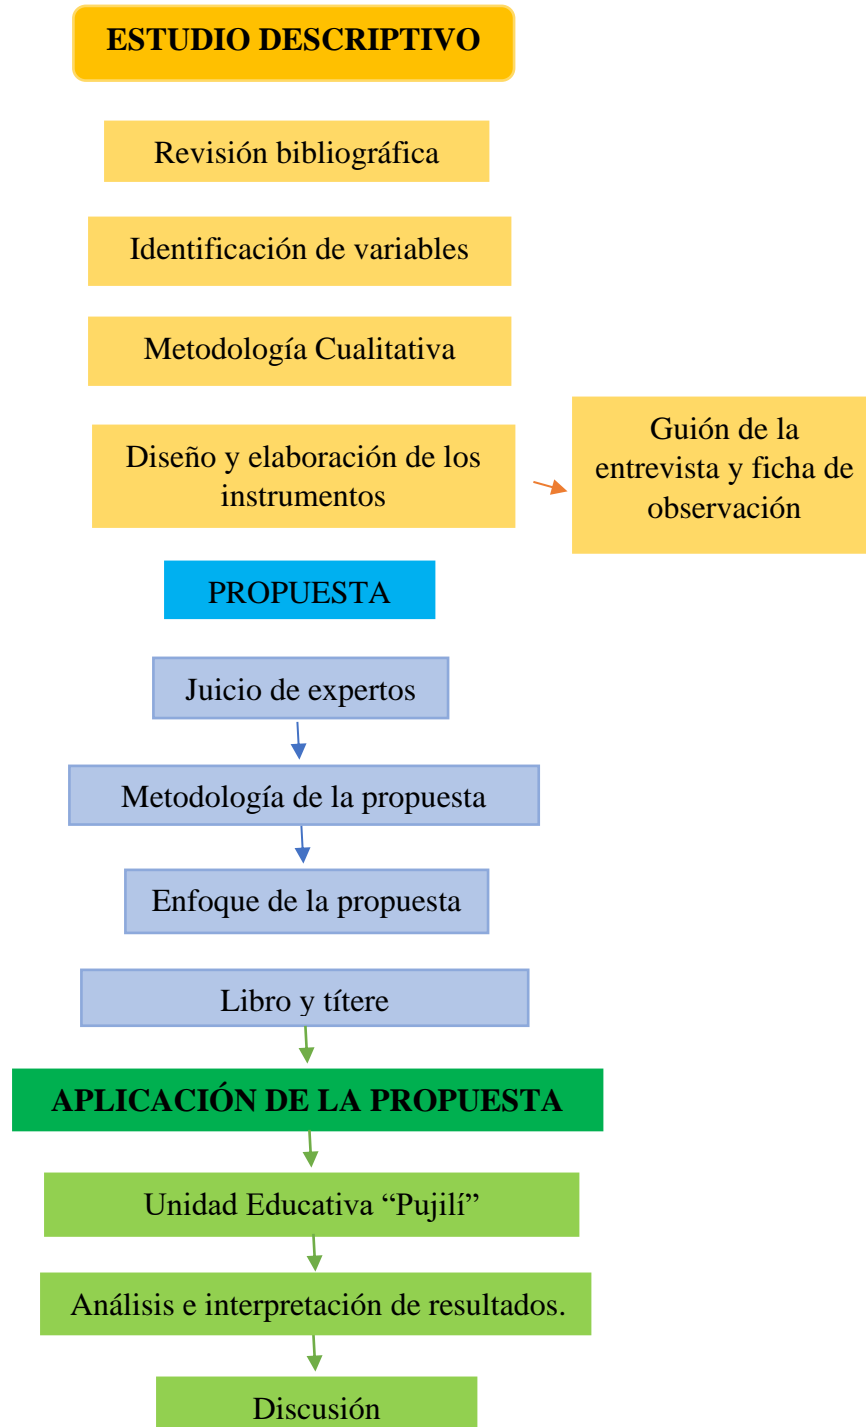 ESTUDIO DESCRIPTIVO
Revisión bibliográfica
Identificación de variables
Metodología Cualitativa
Diseño y elaboración de los
instrumentos
Guión de la
entrevista y ficha de
observación
PROPUESTA
Juicio de expertos
Metodología de la propuesta
Enfoque de la propuesta
Libro y títere
APLICACIÓN DE LA PROPUESTA
Unidad Educativa “Pujilí”
Análisis e interpretación de resultados.
Discusión